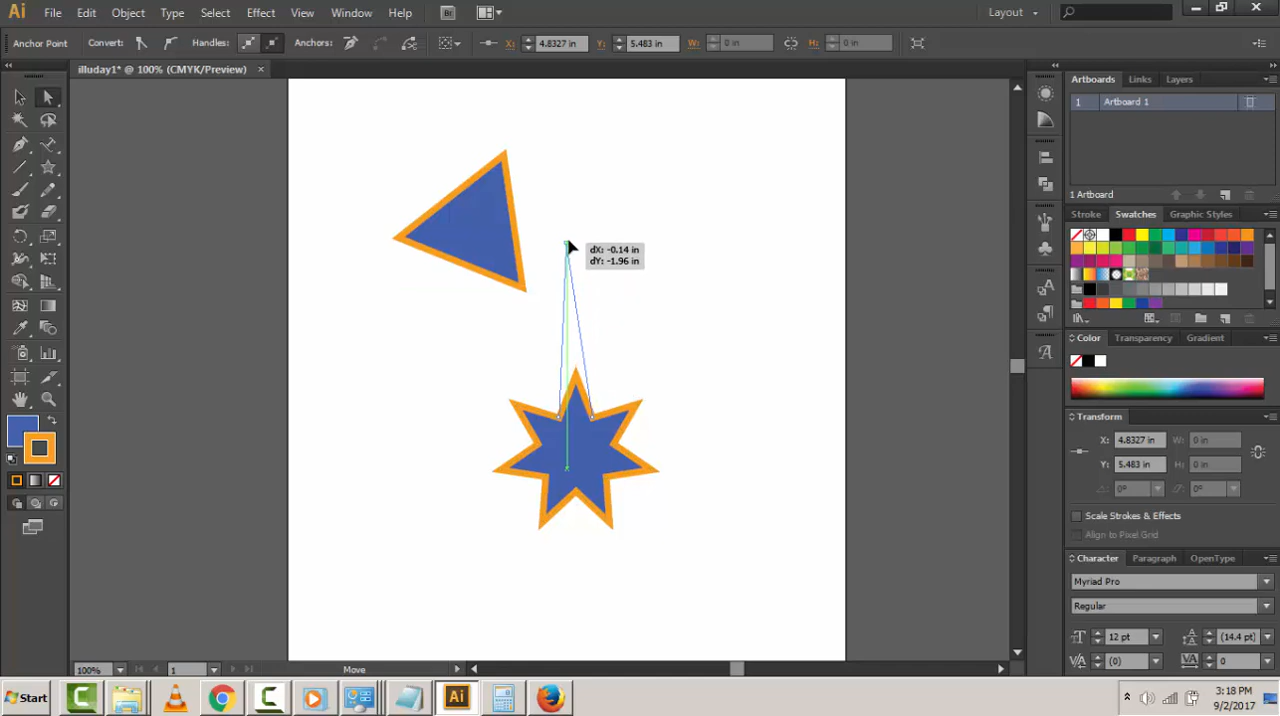 Ai File Edit Object Type Select Effect View Window Help Br Layout
Anchor Point Convert: Handles: Anchors: X: 4.8327 in Y: 5.483 in W: 0 in H: 0 in
illuday1* @ 100% (CMYK/Preview) ×
Artboards Links Layers
1 Artboard 1
1 Artboard
Stroke Swatches Graphic Styles
dX: -0.14 in
dY: -1.96 in
Color Transparency Gradient
Transform
X: 4.8327 in W: 0 in
Y: 5.483 in H: 0 in
0° 0°
Scale Strokes & Effects
Align to Pixel Grid
Character Paragraph OpenType
Myriad Pro
Regular
12 pt (14.4 pt)
(0) 0
100% 1 Move
Start Ai 3:18 PM
9/2/2017